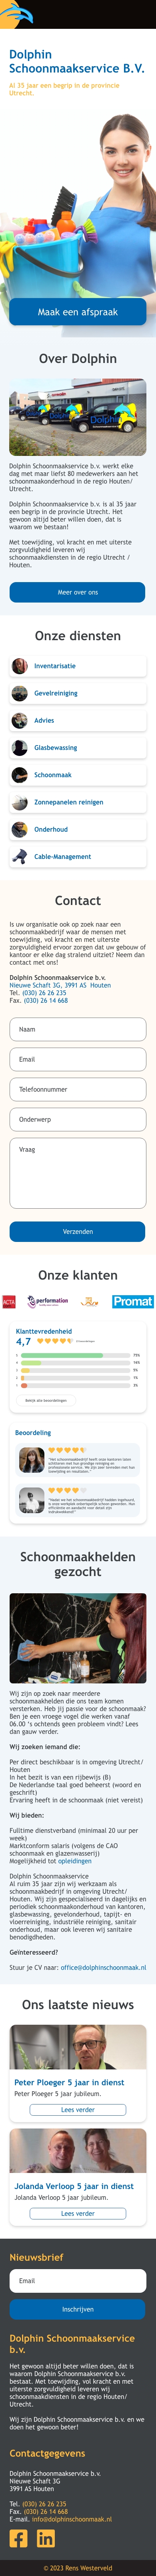 Dolphin
Schoonmaakservice B.V.
Al 35 jaar een begrip in de provincie
Utrecht.
Maak een afspraak
Over Dolphin
Dolphin
Dolphin Schoonmaakservice b.v. werkt elke
dag met maar liefst 80 medewerkers aan het
schoonmaakonderhoud in de regio Houten/
Utrecht.
Dolphin Schoonmaakservice b.v. is al 35 jaar
een begrip in de provincie Utrecht. Het
gewoon altijd beter willen doen, dat is
waarom we bestaan!
Met toewijding, vol kracht en met uiterste
zorgvuldigheid leveren wij
schoonmaakdiensten in de regio Utrecht /
Houten.
Meer over ons
Onze diensten
Inventarisatie
Gevelreiniging
Advies
Glasbewassing
Schoonmaak
Zonnepanelen reinigen
Onderhoud
Cable-Management
Contact
Is uw organisatie ook op zoek naar een
schoonmaakbedrijf waar de mensen met
toewijding, vol kracht en met uiterste
zorgvuldigheid ervoor zorgen dat uw gebouw of
kantoor er elke dag stralend uitziet? Neem dan
contact met ons!
Dolphin Schoonmaakservice b.v.
Nieuwe Schaft 3G, 3991 AS Houten
Tel. (030) 26 26 235
Fax. (030) 26 14 668
Naam
Email
Telefoonnummer
Onderwerp
Vraag
Verzenden
Onze klanten
ACTA
performation
Promat
Klanttevredenheid
4,7
Bekijk alle beoordelingen
Beoordeling
Schoonmaakhelden
gezocht
Wij zijn op zoek naar meerdere
schoonmaakhelden die ons team komen
versterken. Heb jij passie voor de schoonmaak?
Ben je een vroege vogel die werken vanaf
06.00 ’s ochtends geen probleem vindt? Lees
dan gauw verder.
Wij zoeken iemand die:
Per direct beschikbaar is in omgeving Utrecht/
Houten
In het bezit is van een rijbewijs (B)
De Nederlandse taal goed beheerst (woord en
geschrift)
Ervaring heeft in de schoonmaak (niet vereist)
Wij bieden:
Fulltime dienstverband (minimaal 20 uur per
week)
Marktconform salaris (volgens de CAO
schoonmaak en glazenwasserij)
Mogelijkheid tot opleidingen
Dolphin Schoonmaakservice
Al ruim 35 jaar zijn wij werkzaam als
schoonmaakbedrijf in omgeving Utrecht/
Houten. Wij zijn gespecialiseerd in dagelijks en
periodiek schoonmaakonderhoud van kantoren,
glasbewassing, gevelonderhoud, tapijt- en
vloerreiniging, industriële reiniging, sanitair
onderhoud, maar ook leveren wij sanitaire
benodigdheden.
Geïnteresseerd?
Stuur je CV naar: office@dolphinschoonmaak.nl
Ons laatste nieuws
Peter Ploeger 5 jaar in dienst
Peter Ploeger 5 jaar jubileum.
Lees verder
Jolanda Verloop 5 jaar in dienst
Jolanda Verloop 5 jaar jubileum.
Lees verder
Nieuwsbrief
Email
Inschrijven
Dolphin Schoonmaakservice
b.v.
Het gewoon altijd beter willen doen, dat is
waarom Dolphin Schoonmaakservice b.v.
bestaat. Met toewijding, vol kracht en met
uiterste zorgvuldigheid leveren wij
schoonmaakdiensten in de regio Houten/
Utrecht.
Wij zijn Dolphin Schoonmaakservice b.v. en we
doen het gewoon beter!
Contactgegevens
Dolphin Schoonmaakservice b.v.
Nieuwe Schaft 3G
3991 AS Houten
Tel. (030) 26 26 235
Fax. (030) 26 14 668
E-mail. info@dolphinschoonmaak.nl
© 2023 Rens Westerveld